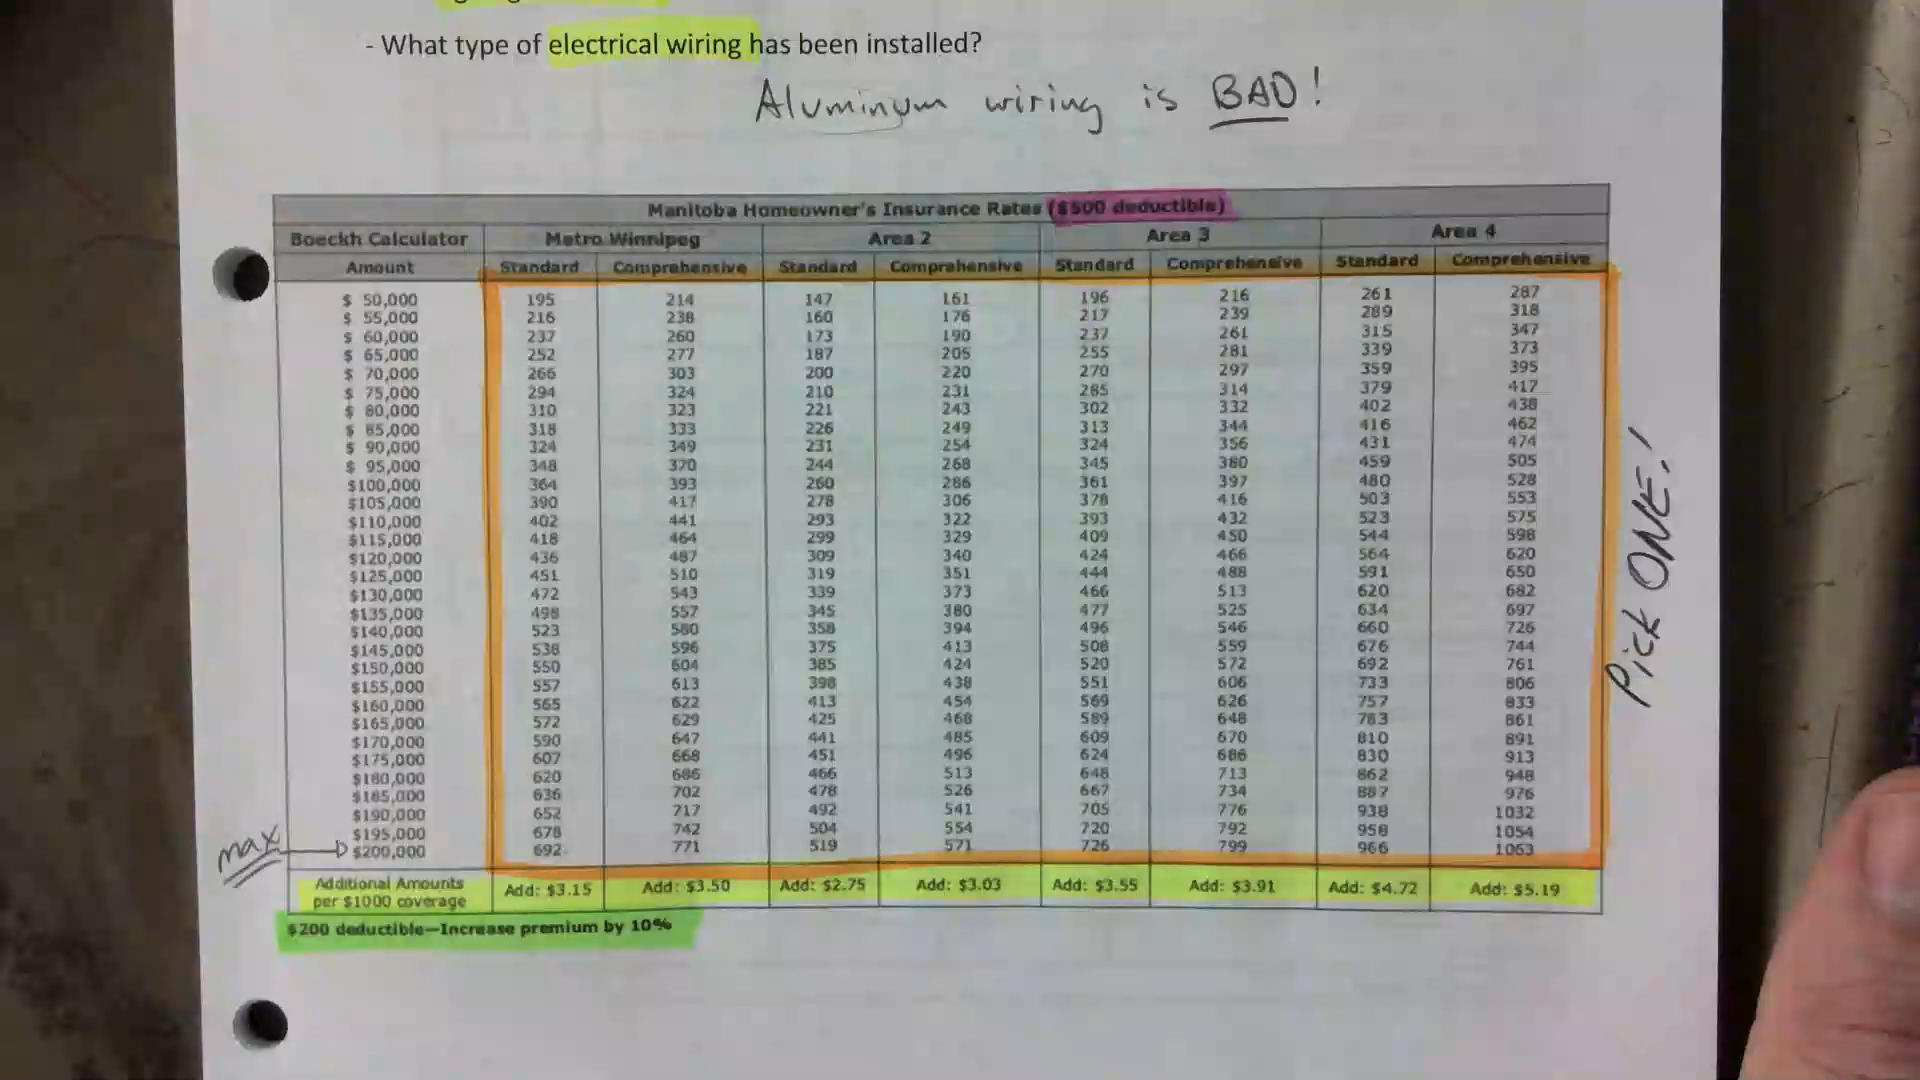 - What type of electrical wiring has been installed?
Aluminum wiring is BAD!
Manitoba Homeowner's Insurance Rates ($500 deductible)
Boeckh Calculator Metro Winnipeg Area 2 Area 3 Area 4
Amount Standard Comprehensive Standard Comprehensive Standard Comprehensive Standard Comprehensive
$ 50,000 195 214 147 161 196 216 261 287
$ 55,000 216 238 160 176 217 239 289 318
$ 60,000 237 260 173 190 237 261 315 347
$ 65,000 252 277 187 205 255 281 339 373
$ 70,000 266 303 200 220 270 297 359 395
$ 75,000 294 324 210 231 285 314 379 417
$ 80,000 310 323 221 243 302 332 402 438
$ 85,000 318 333 226 249 313 344 416 462
$ 90,000 324 349 231 254 324 356 431 474
$ 95,000 348 370 244 268 345 380 459 505
$100,000 364 393 260 286 361 397 480 528
$105,000 390 417 278 306 378 416 503 553
$110,000 402 441 293 322 393 432 523 575
$115,000 418 464 299 329 409 450 544 598
$120,000 436 487 309 340 424 466 564 620
$125,000 451 510 319 351 444 488 591 650
$130,000 472 543 339 373 466 513 620 682
$135,000 498 557 345 380 477 525 634 697
$140,000 523 580 358 394 496 546 660 726
$145,000 538 596 375 413 508 559 676 744
$150,000 550 604 385 424 520 572 692 761
$155,000 557 613 398 438 551 606 733 806
$160,000 565 622 413 454 569 626 757 833
$165,000 572 629 425 468 589 648 783 861
$170,000 590 647 441 485 609 670 810 891
$175,000 607 668 451 496 624 686 830 913
$180,000 620 686 466 513 648 713 862 948
$185,000 636 702 478 526 667 734 887 976
$190,000 652 717 492 541 705 776 938 1032
$195,000 678 742 504 554 720 792 958 1054
max $200,000 692 771 519 571 726 799 966 1063
Additional Amounts
per $1000 coverage Add: $3.15 Add: $3.50 Add: $2.75 Add: $3.03 Add: $3.55 Add: $3.91 Add: $4.72 Add: $5.19
$200 deductible—Increase premium by 10%
Pick ONE!